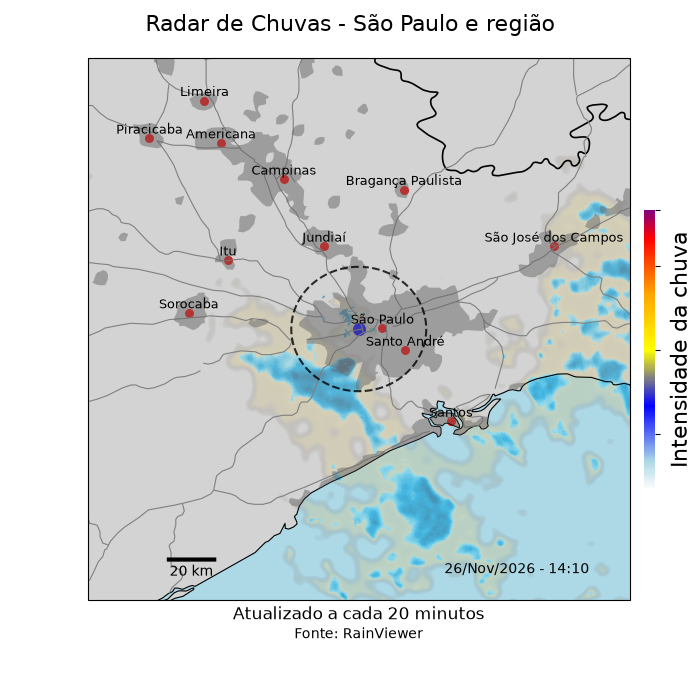 Radar de Chuvas - São Paulo e região
Limeira
Piracicaba
Americana
Campinas
Bragança Paulista
Jundiaí
São José dos Campos
Itu
Sorocaba
São Paulo
Santo André
Santos
Intensidade da chuva
20 km
26/Nov/2026 - 14:10
Atualizado a cada 20 minutos
Fonte: RainViewer